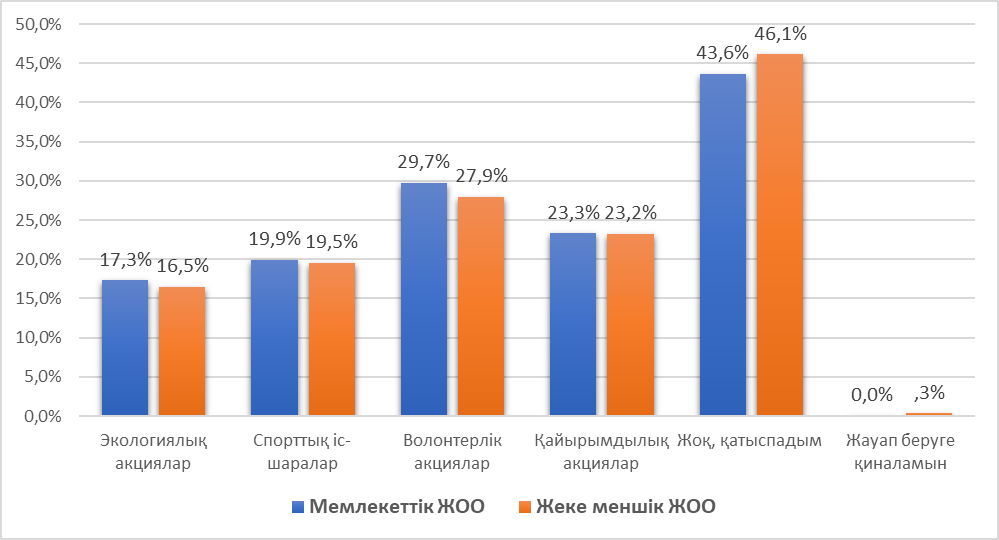 50,0%
45,0%
40,0%
35,0%
30,0%
25,0%
20,0%
15,0%
10,0%
5,0%
0,0%
17,3%
16,5%
19,9%
19,5%
29,7%
27,9%
23,3%
23,2%
43,6%
46,1%
0,0%
,3%
Экологиялық
акциялар
Спорттық іс-
шаралар
Волонтерлік
акциялар
Қайырымдылық
акциялар
Жоқ, қатыспадым
Жауап беруге
қиналамын
Мемлекеттік ЖОО
Жеке меншік ЖОО